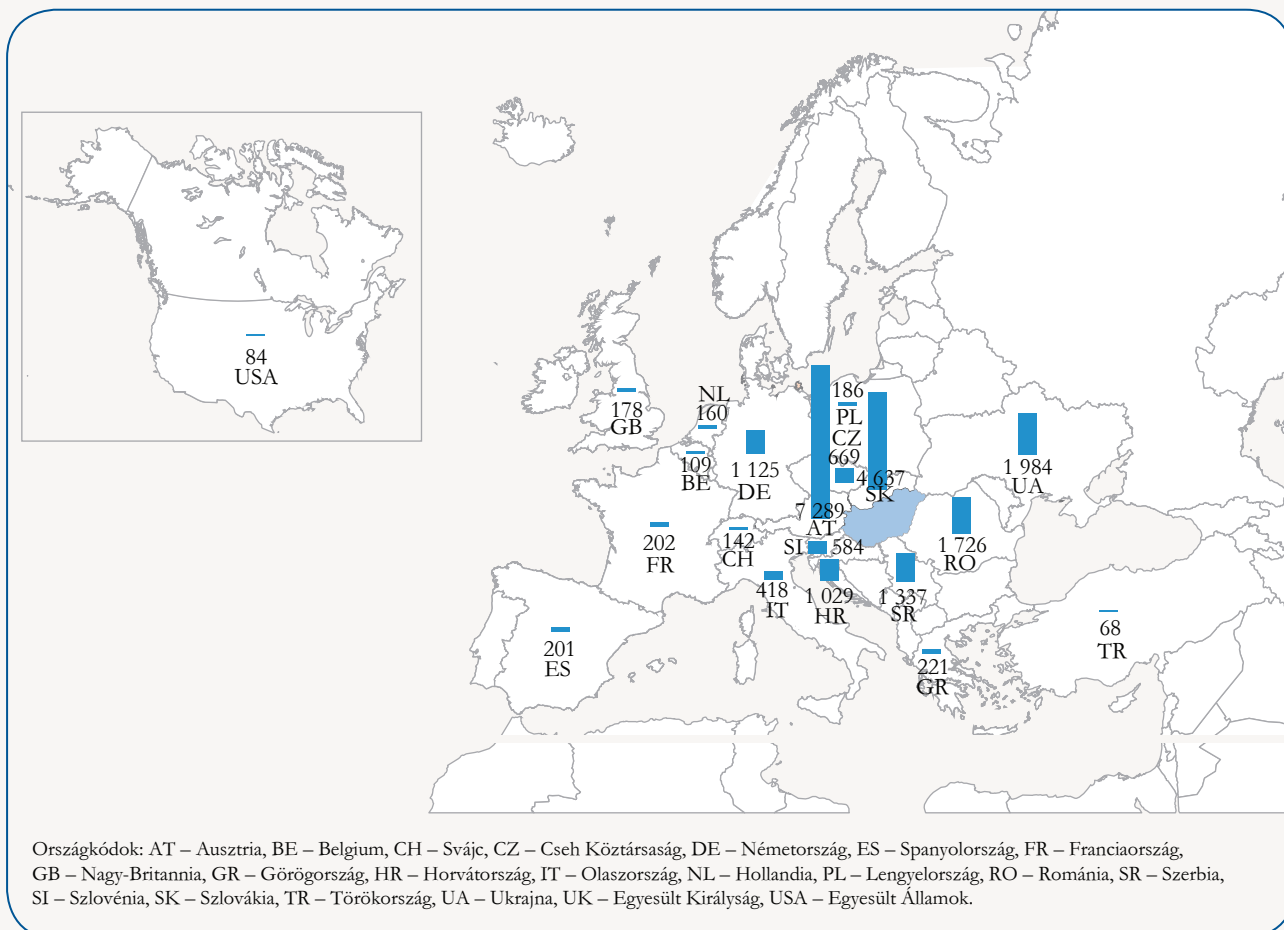 84
USA
178
GB
NL
160
109
BE
1 125
DE
186
PL
CZ
669
4 637
SK
1 984
UA
7 289
AT
SI 584
202
FR
142
CH
418
IT
1 029
HR
1 337
SR
1 726
RO
201
ES
221
GR
68
TR
Országkódok: AT – Ausztria, BE – Belgium, CH – Svájc, CZ – Cseh Köztársaság, DE – Németország, ES – Spanyolország, FR – Franciaország,
GB – Nagy-Britannia, GR – Görögország, HR – Horvátország, IT – Olaszország, NL – Hollandia, PL – Lengyelország, RO – Románia, SR – Szerbia,
SI – Szlovénia, SK – Szlovákia, TR – Törökország, UA – Ukrajna, UK – Egyesült Királyság, USA – Egyesült Államok.